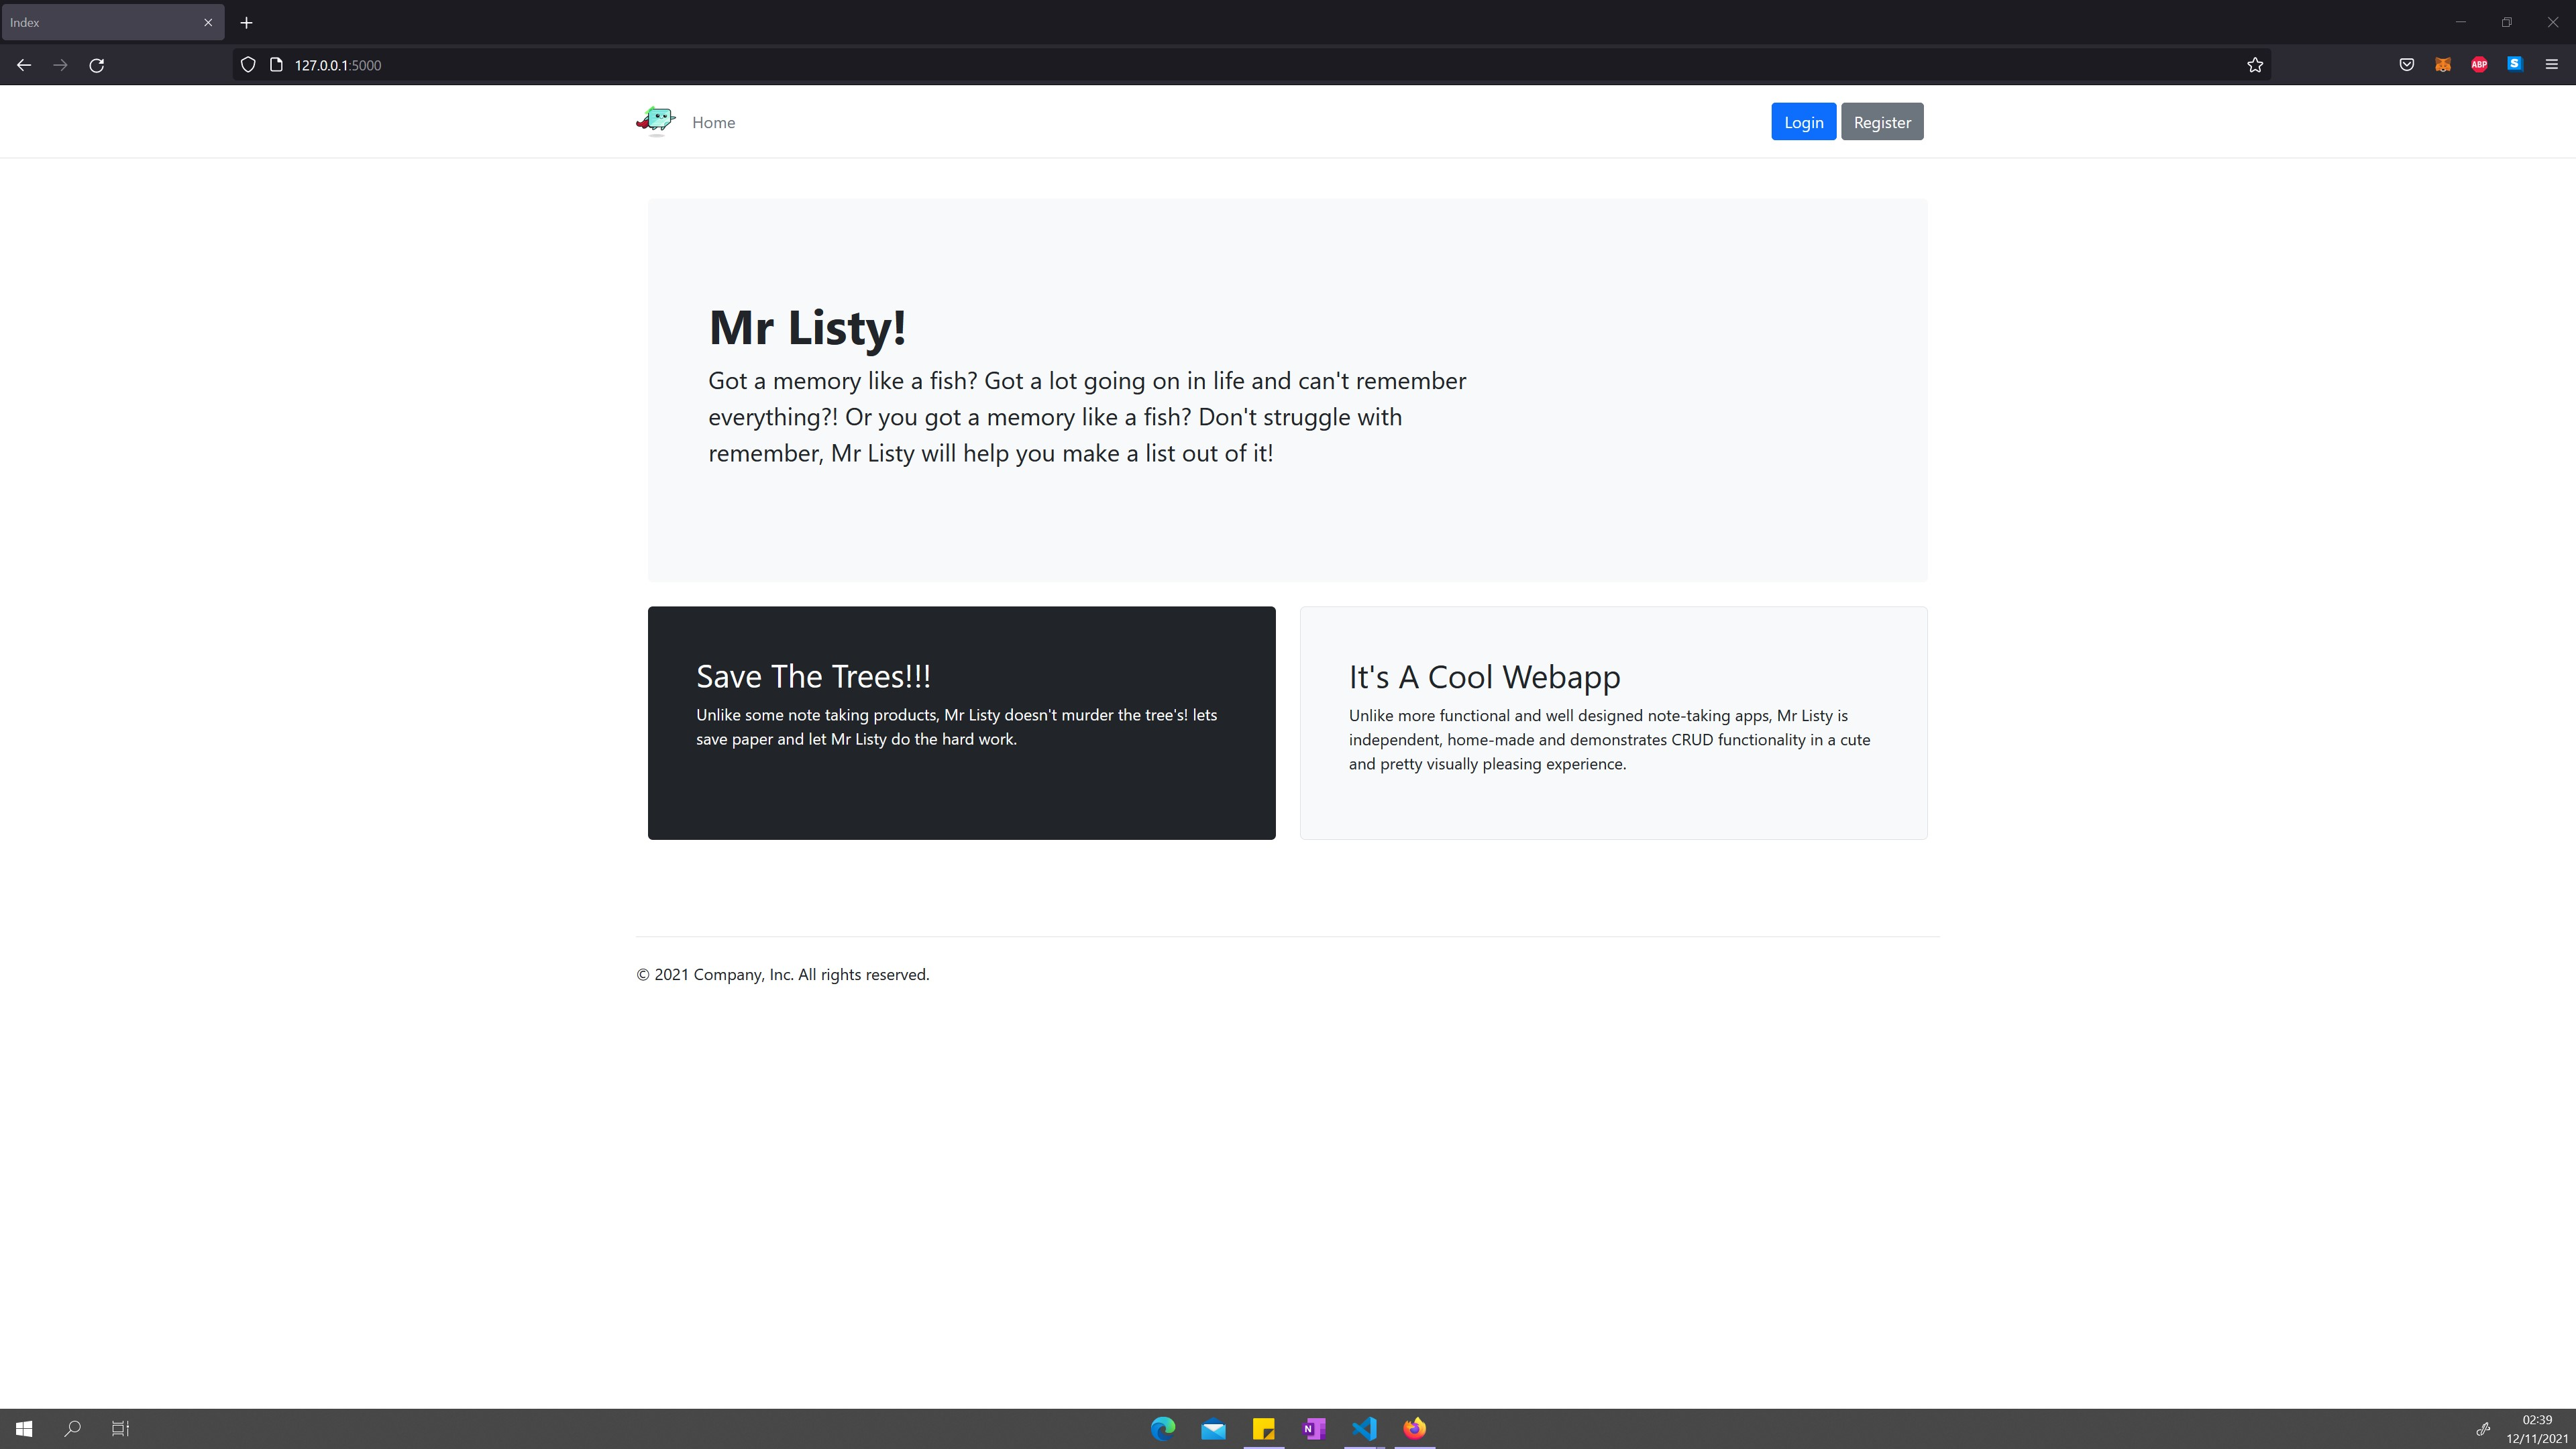 Index
127.0.0.1:5000
ABP
S
Home
Login
Register
Mr Listy!
Got a memory like a fish? Got a lot going on in life and can't remember
everything?! Or you got a memory like a fish? Don't struggle with
remember, Mr Listy will help you make a list out of it!
Save The Trees!!!
Unlike some note taking products, Mr Listy doesn't murder the tree's! lets
save paper and let Mr Listy do the hard work.
It's A Cool Webapp
Unlike more functional and well designed note-taking apps, Mr Listy is
independent, home-made and demonstrates CRUD functionality in a cute
and pretty visually pleasing experience.
© 2021 Company, Inc. All rights reserved.
N
02:39
12/11/2021